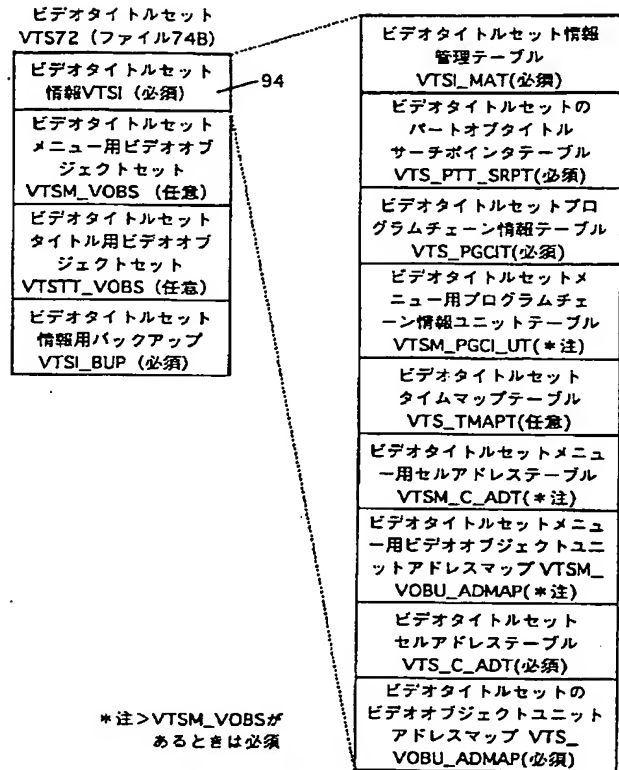 ビデオタイトルセット
VTS72（ファイル74B）
ビデオタイトルセット
情報VTSI（必須）
94
ビデオタイトルセット
メニュー用ビデオオブ
ジェクトセット
VTSM_VOBS（任意）
ビデオタイトルセット
タイトル用ビデオオブ
ジェクトセット
VTSTT_VOBS（任意）
ビデオタイトルセット
情報用バックアップ
VTSI_BUP（必須）
ビデオタイトルセット情報
管理テーブル
VTSI_MAT(必須)
ビデオタイトルセットの
パートオブタイトル
サーチポインタテーブル
VTS_PTT_SRPT(必須)
ビデオタイトルセットプロ
グラムチェーン情報テーブル
VTS_PGCIT(必須)
ビデオタイトルセットメ
ニュー用プログラムチェ
ーン情報ユニットテーブル
VTSM_PGCI_UT(＊注)
ビデオタイトルセット
タイムマップテーブル
VTS_TMAPT(任意)
ビデオタイトルセットメニュ
ー用セルアドレステーブル
VTSM_C_ADT(＊注)
ビデオタイトルセットメニュ
ー用ビデオオブジェクトユニ
ットアドレスマップ VTSM_
VOBU_ADMAP(＊注)
ビデオタイトルセット
セルアドレステーブル
VTS_C_ADT(必須)
ビデオタイトルセットの
ビデオオブジェクトユニット
アドレスマップ VTS_
VOBU_ADMAP(必須)
＊注>VTSM_VOBSが
あるときは必須